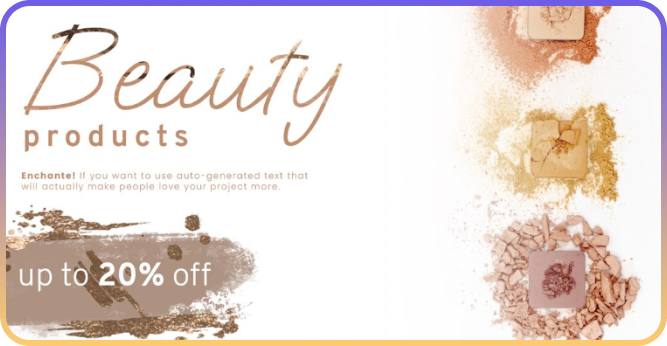 Beauty
products
Enchante! If you want to use auto-generated text that
will actually make people love your project more.
up to 20% off